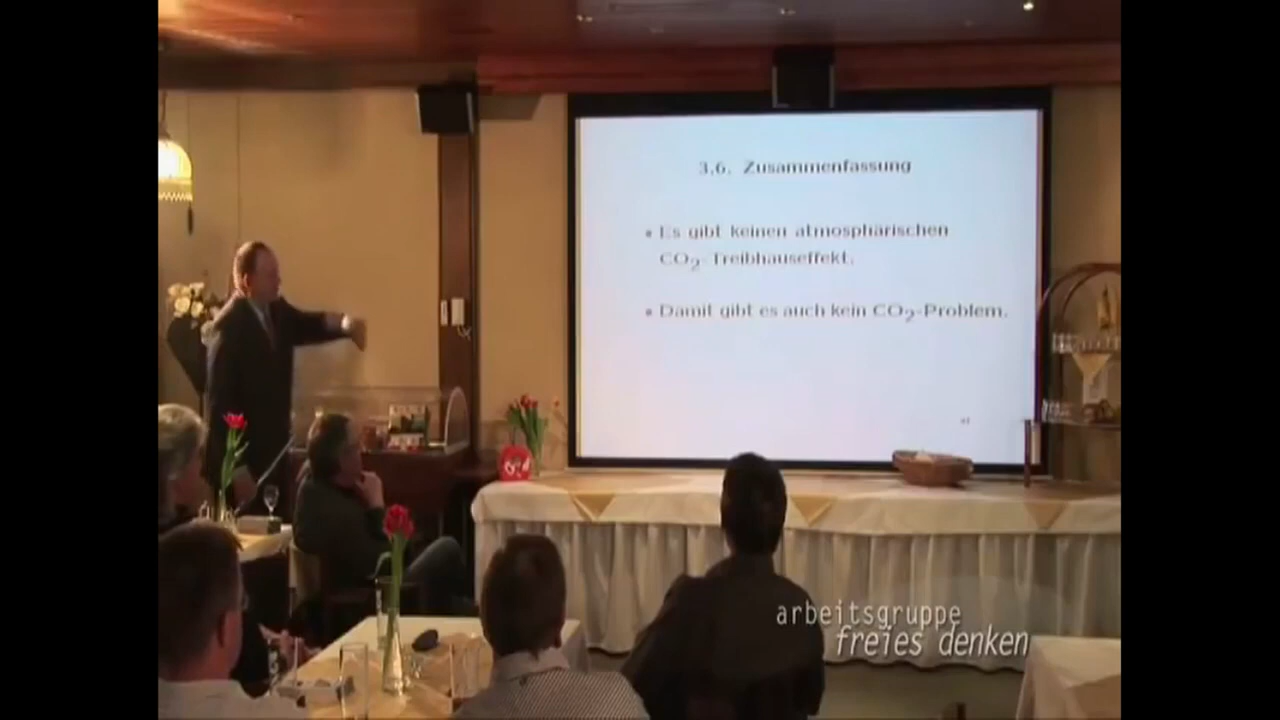 3.6. Zusammenfassung
• Es gibt keinen atmosphärischen
CO2-Treibhauseffekt.
• Damit gibt es auch kein CO2-Problem.
arbeitsgruppe
freies denken